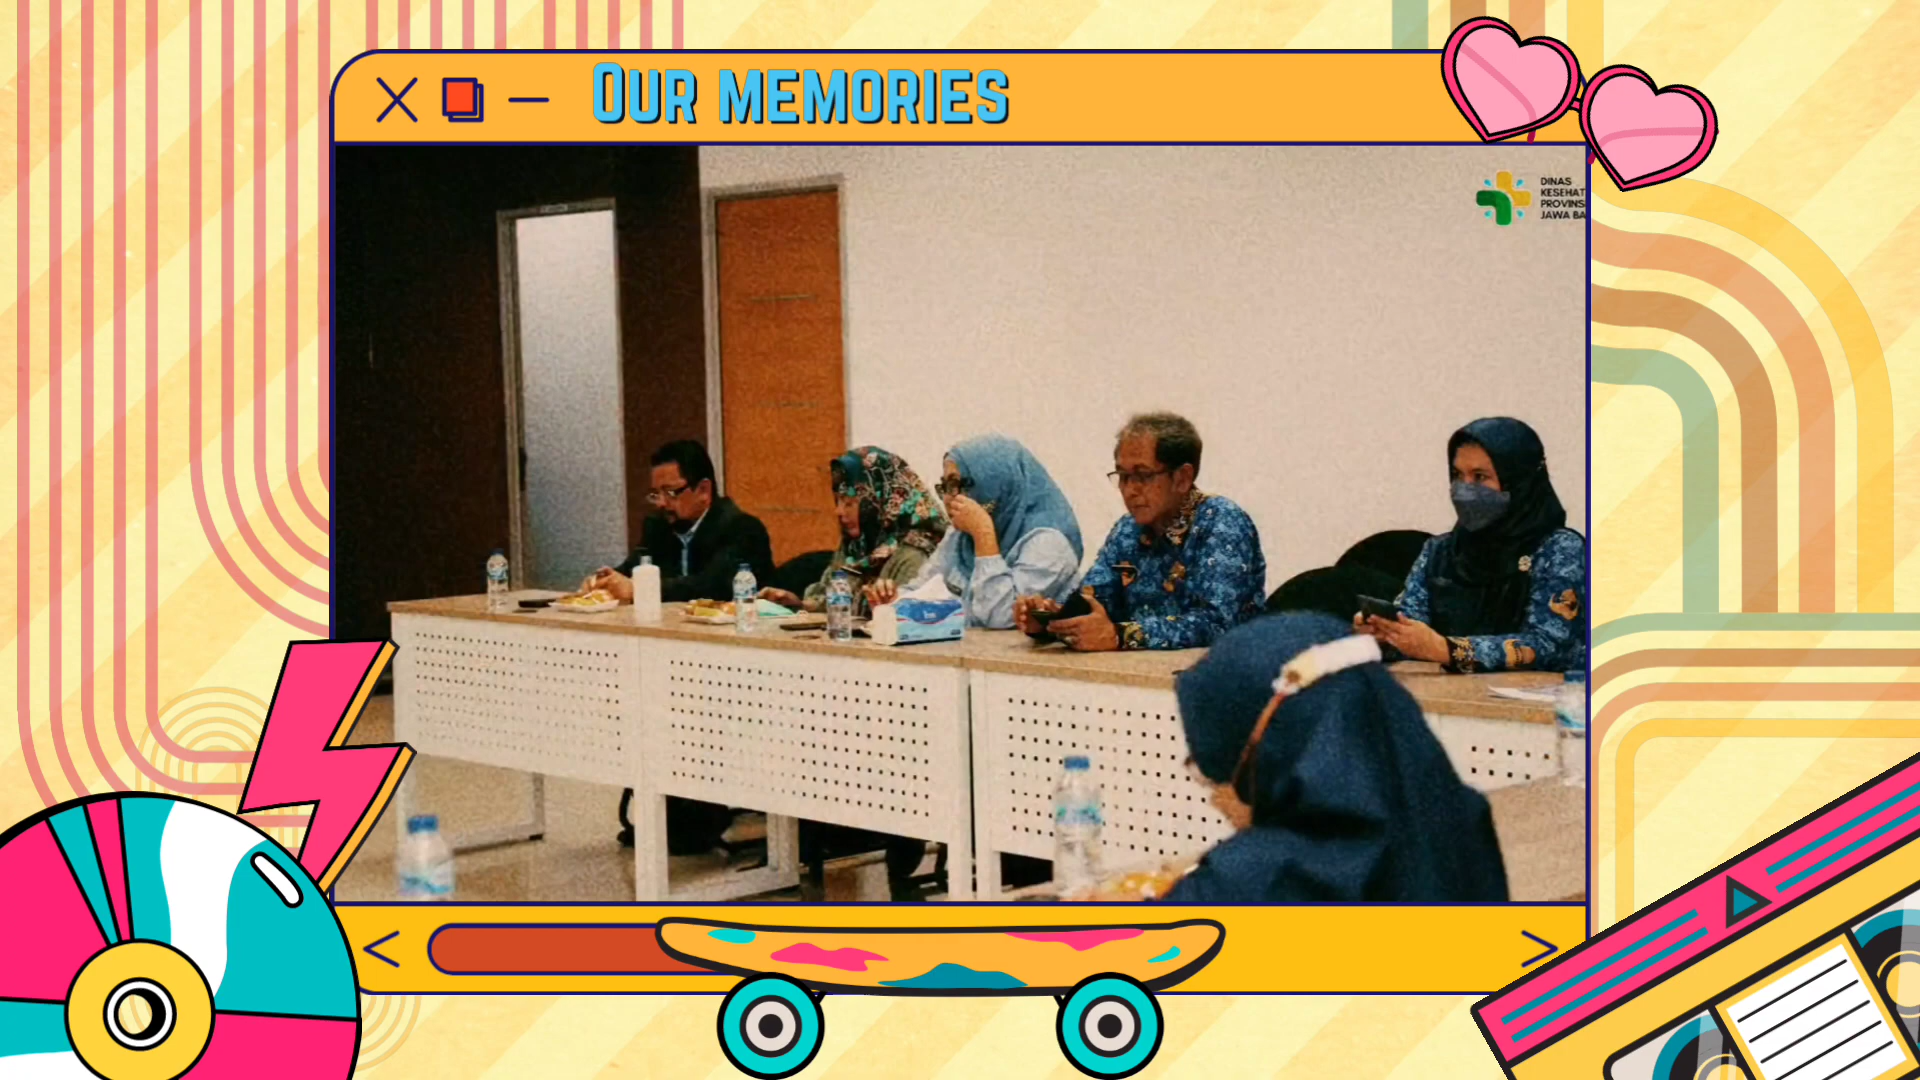 OUR MEMORIES
DINAS
KESEHAT
PROVINS
JAWA BA